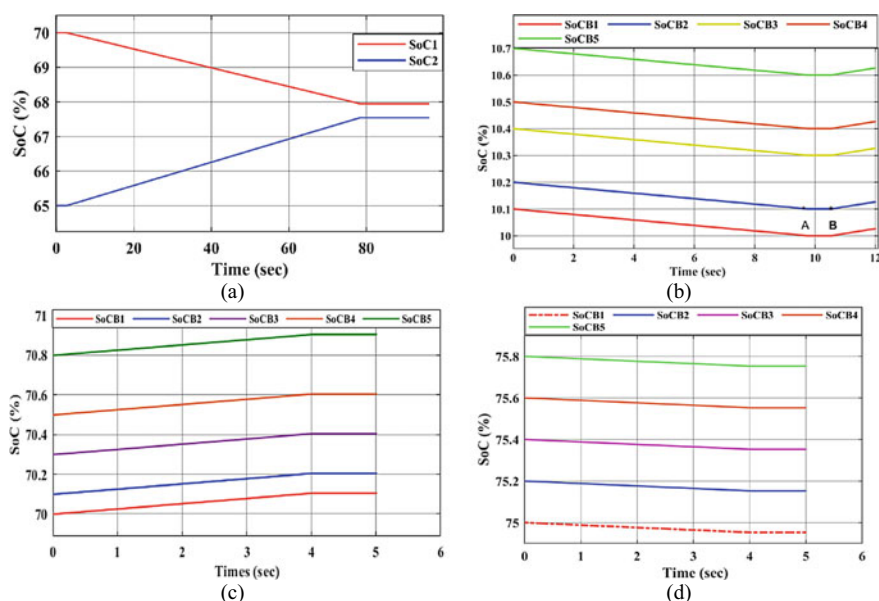 70
69
68
67
66
65
0 20 40 60 80
SoC (%)
SoC1
SoC2
Time (sec)
(a)
SoCB1 SoCB2 SoCB3 SoCB4
SoCB5
10.7
10.6
10.5
10.4
10.3
10.2
10.1
10
SoC (%)
A B
0 2 4 6 8 10 12
Time (sec)
(b)
71
SoCB1 SoCB2 SoCB3 SoCB4 SoCB5
70.8
70.6
70.4
70.2
70
SoC (%)
0 1 2 3 4 5 6
Times (sec)
(c)
SoCB1 SoCB2 SoCB3 SoCB4
SoCB5
75.8
75.6
75.4
75.2
75
SoC (%)
0 1 2 3 4 5 6
Time (sec)
(d)